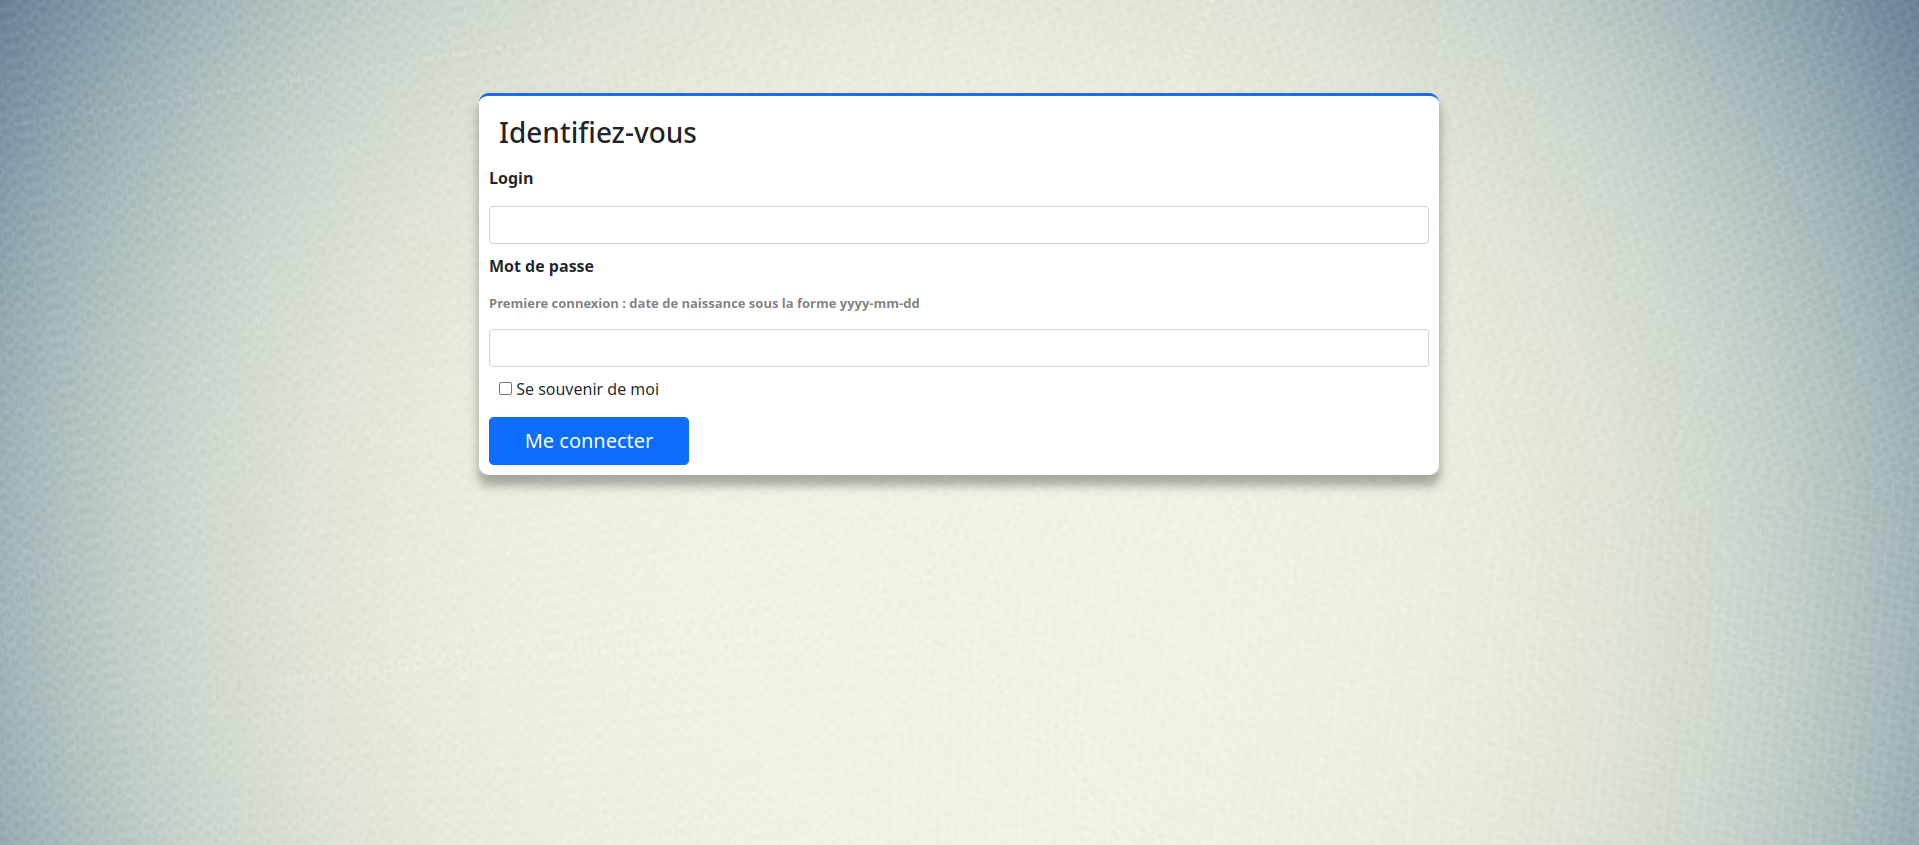 Identifiez-vous
Login
Mot de passe
Premiere connexion : date de naissance sous la forme yyyy-mm-dd
Se souvenir de moi
Me connecter